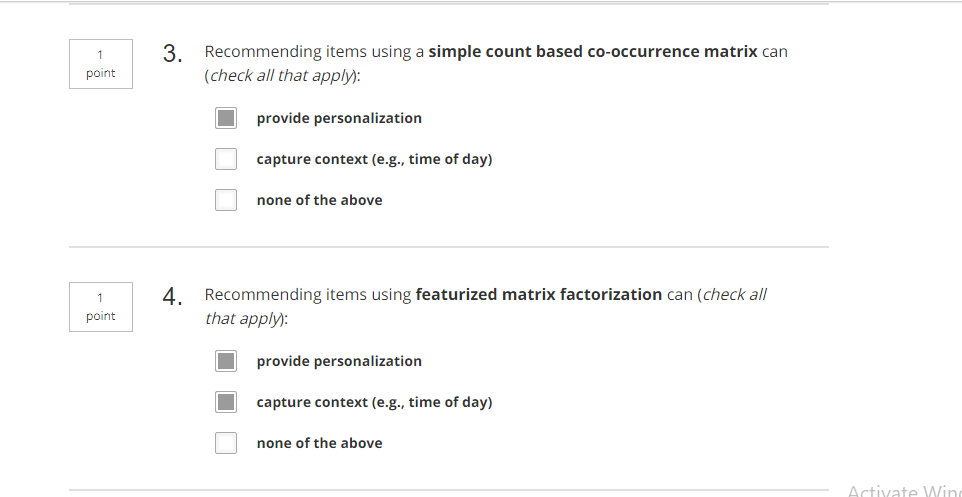 1
point
3.
Recommending items using a simple count based co-occurrence matrix can
(check all that apply):
provide personalization
capture context (e.g., time of day)
none of the above
1
point
4.
Recommending items using featurized matrix factorization can (check all
that apply):
provide personalization
capture context (e.g., time of day)
none of the above
Activate